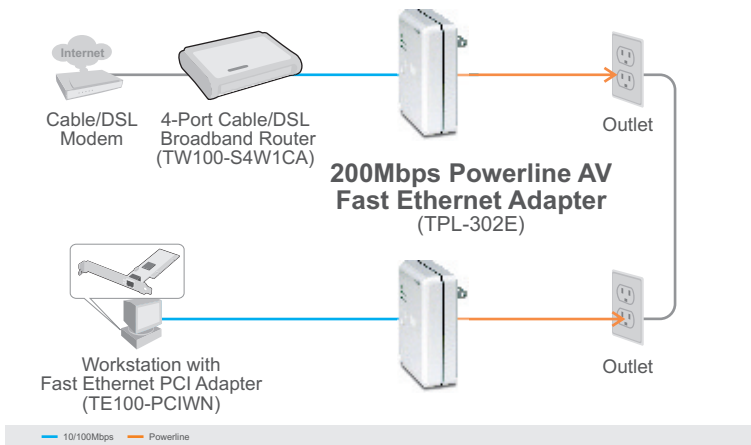 Internet
Cable/DSL
Modem
4-Port Cable/DSL
Broadband Router
(TW100-S4W1CA)
Outlet
200Mbps Powerline AV
Fast Ethernet Adapter
(TPL-302E)
Workstation with
Fast Ethernet PCI Adapter
(TE100-PCIWN)
Outlet
10/100Mbps
Powerline